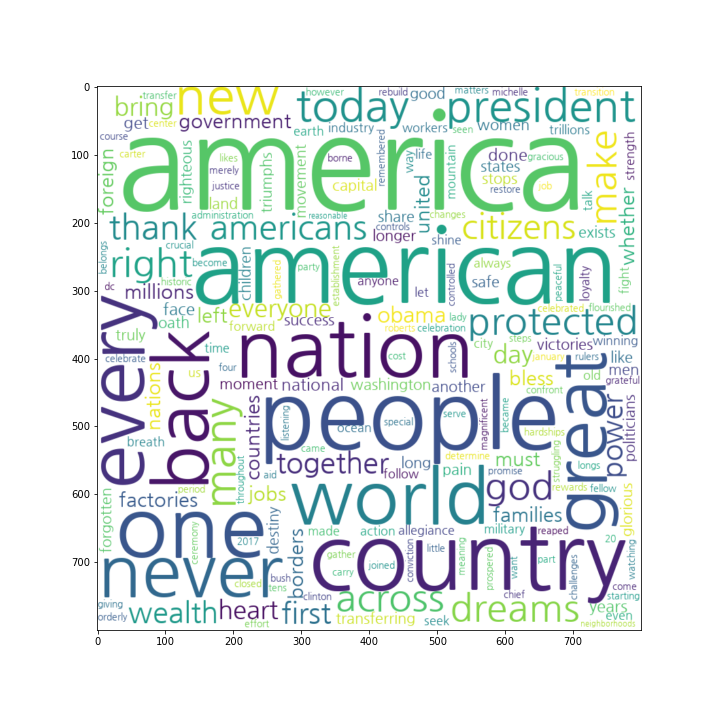 transfer
however
rebuild
good
matters
michelle
transition
0
new
today
president
bring
get
center
government
earth
industry
workers
seen
women
trillions
course
america
100
carter
foreign
likes
merely
justice
righteous
triumphs
movement
borne
capital
remembered
way
life
mountain
done
gracious
states
stops
restore
job
make
talk
strength
land
united
administration
reasonable
share
controls
changes
200
thank
americans
longer
shine
citizens
exists
whether
belongs
crucial
right
become
historic
american
children
gathered
party
establishment
anyone
let
controlled
always
safe
peaceful
loyalty
fight
300
dc
millions
face
oath
left
everyone
success
obama
celebration
lady
celebrated
flourished
protected
truly
forward
roberts
every
back
nation
celebrate
time
us
four
cost
schools
city
steps
january
victories
rulers
winning
day
like
400
nations
moment
national
washington
another
bless
confront
old
men
grateful
great
many
countries
people
listening
ocean
special
serve
magnificent
became
hardships
power
politicians
500
breath
throughout
together
came
determine
long
pain
must
struggling
longs
follow
promise
aid
god
rewards
fellow
600
forgotten
factories
period
jobs
world
families
glorious
one
ceremony
2017
destiny
borders
made
action
allegiance
military
reaped
20
watching
700
never
country
gather
conviction
little
meaning
prospered
want
part
challenges
closed
bush
tens
carry
joined
clinton
chief
come
starting
giving
orderly
wealth
heart
first
across
dreams
years
even
effort
transferring
seek
neighborhoods
0
100
200
300
400
500
600
700